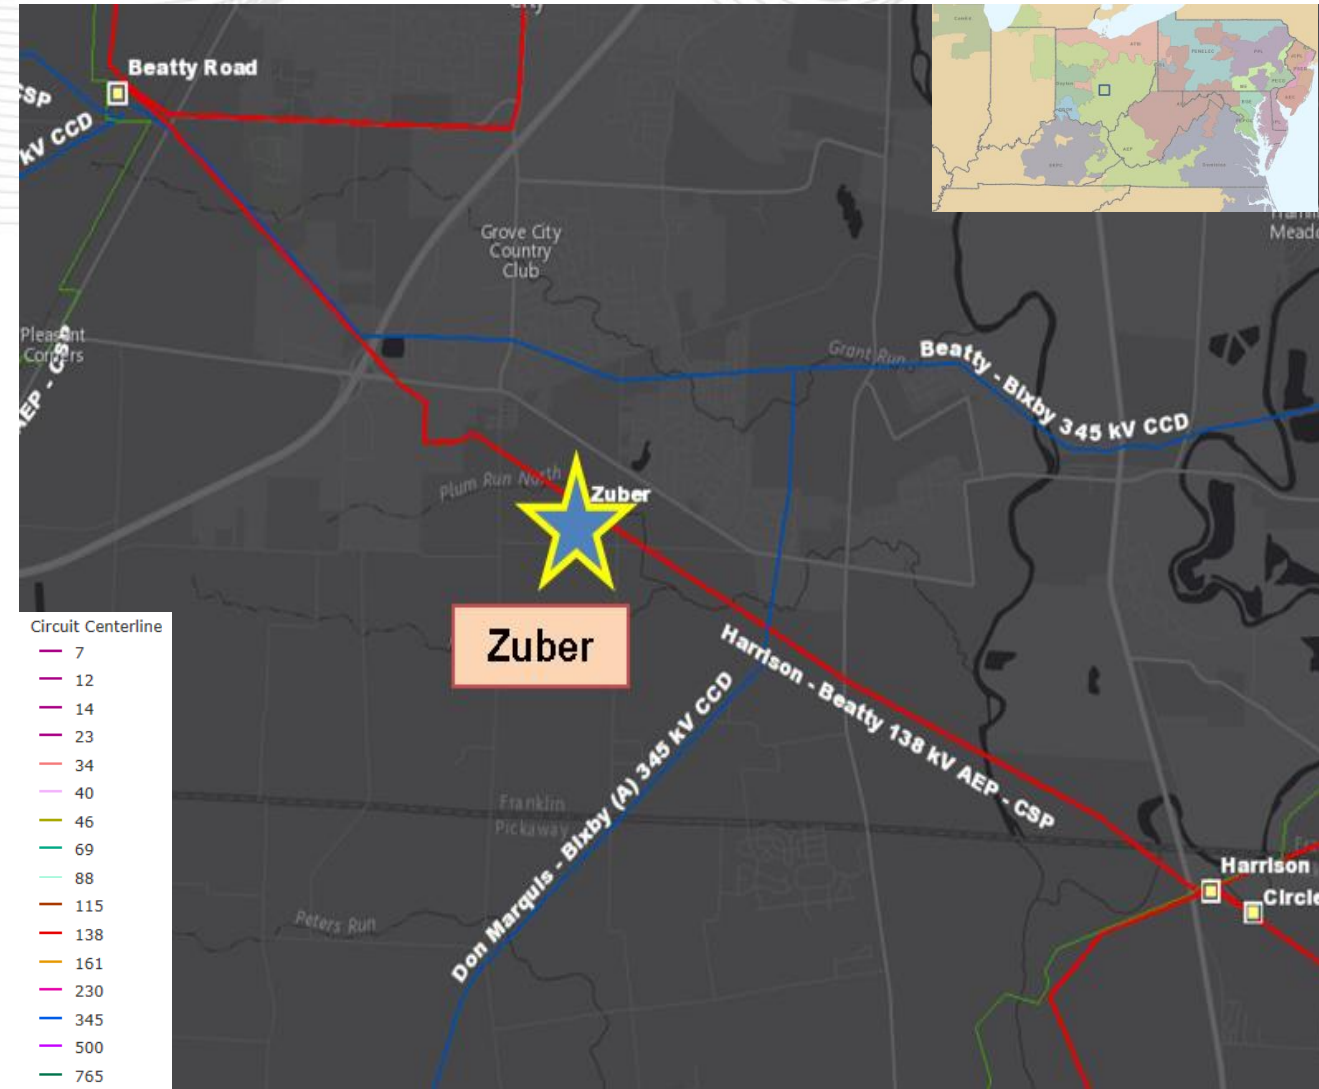 City
Beatty Road
CSP
kV CCD
Grove City
Country
Club
Pleasant
Corners
AEP - CSP
Grant Run
Beatty - Bixby 345 kV CCD
Plum Run North
Zuber
Zuber
Harrison - Beatty 138 kV AEP - CSP
Don Marquis - Bixby (A) 345 kV CCD
Franklin
Pickaway
Peters Run
Harrison
Circle
Meado
Circuit Centerline
7
12
14
23
34
40
46
69
88
115
138
161
230
345
500
765